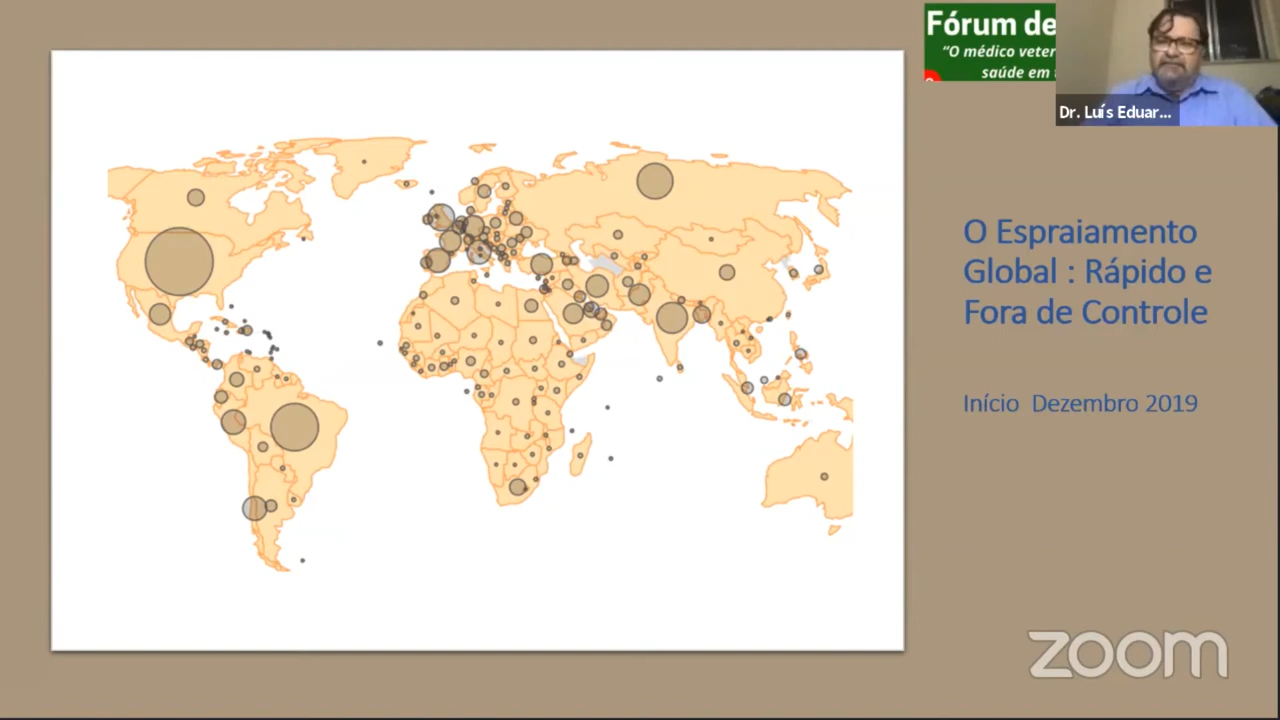 Fórum de
“O médico veter
saúde em
Dr. Luís Eduar...
O Espraiamento
Global : Rápido e
Fora de Controle
Início Dezembro 2019
zoom